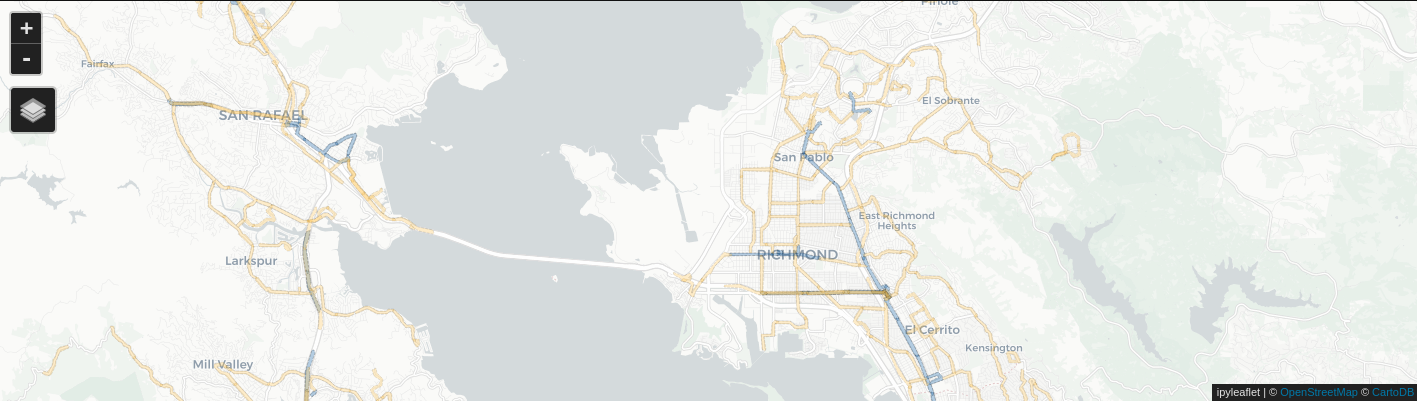 Pinole
+
-
Fairfax
SAN RAFAEL
El Sobrante
San Pablo
East Richmond
Heights
RICHMOND
Larkspur
El Cerrito
Kensington
Mill Valley
ipyleaflet | © OpenStreetMap © CartoDB